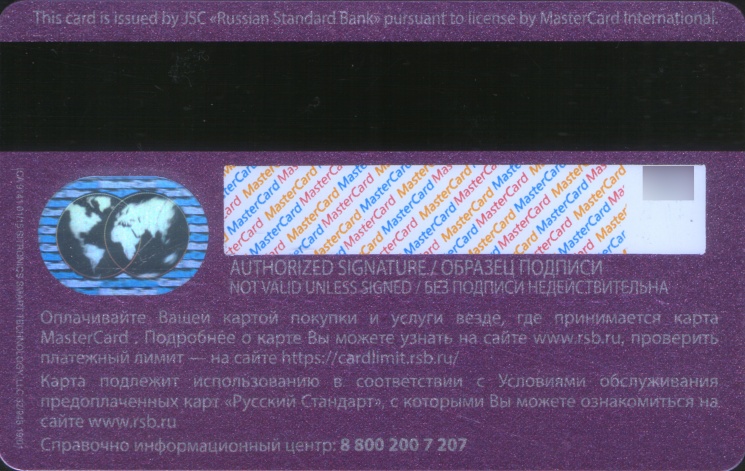 This card is issued by JSC «Russian Standard Bank» pursuant to license by MasterCard International.
MasterCard MasterCard MasterCard
AUTHORIZED SIGNATURE / ОБРАЗЕЦ ПОДПИСИ
NOT VALID UNLESS SIGNED / БЕЗ ПОДПИСИ НЕДЕЙСТВИТЕЛЬНА
Оплачивайте Вашей картой покупки и услуги везде, где принимается карта
MasterCard . Подробнее о карте Вы можете узнать на сайте www.rsb.ru, проверить
платежный лимит — на сайте https://cardlimit.rsb.ru/
Карта подлежит использованию в соответствии с Условиями обслуживания
предоплаченных карт «Русский Стандарт», с которыми Вы можете ознакомиться на
сайте www.rsb.ru
Справочно информационный центр: 8 800 200 7 207